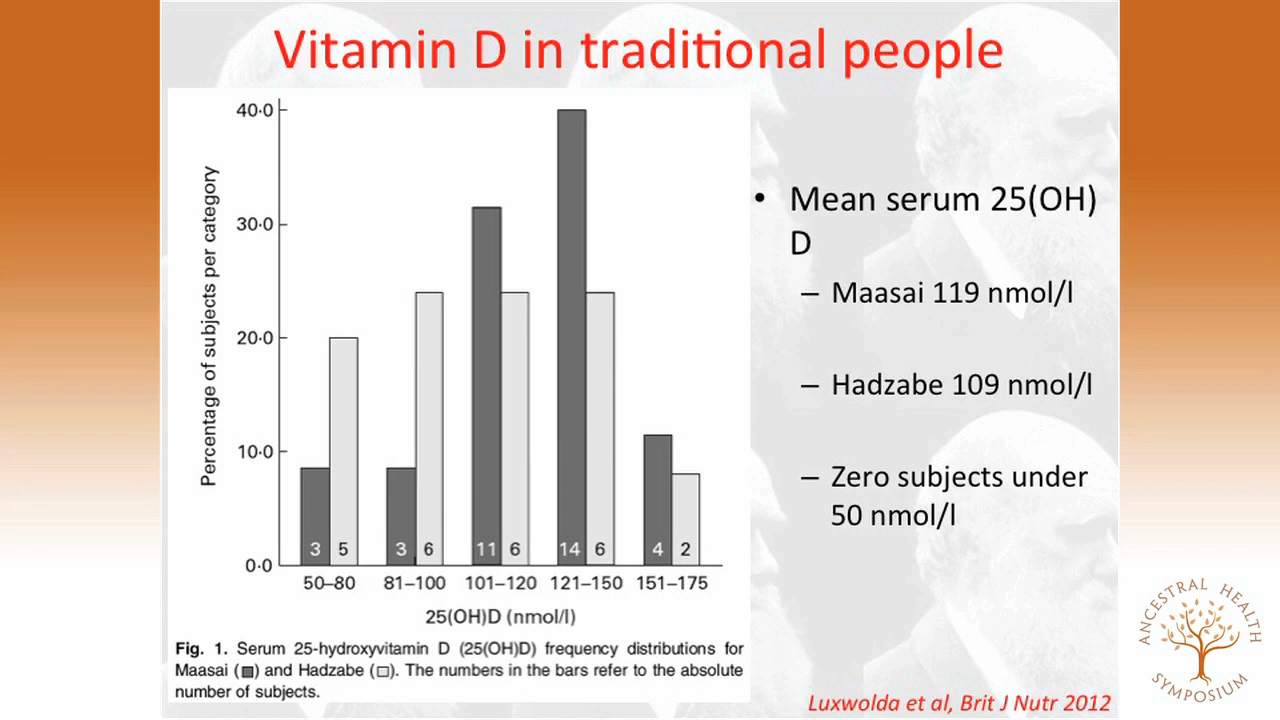 Vitamin D in traditional people
40·0
30·0
20·0
10·0
0·0
Percentage of subjects per category
3 5 3 6 11 6 14 6 4 2
50–80 81–100 101–120 121–150 151–175
25(OH)D (nmol/l)
Fig. 1. Serum 25-hydroxyvitamin D (25(OH)D) frequency distributions for
Maasai (■) and Hadzabe (□). The numbers in the bars refer to the absolute
number of subjects.
• Mean serum 25(OH)
D
– Maasai 119 nmol/l
– Hadzabe 109 nmol/l
– Zero subjects under
50 nmol/l
Luxwolda et al, Brit J Nutr 2012
ANCESTRAL HEALTH
SYMPOSIUM